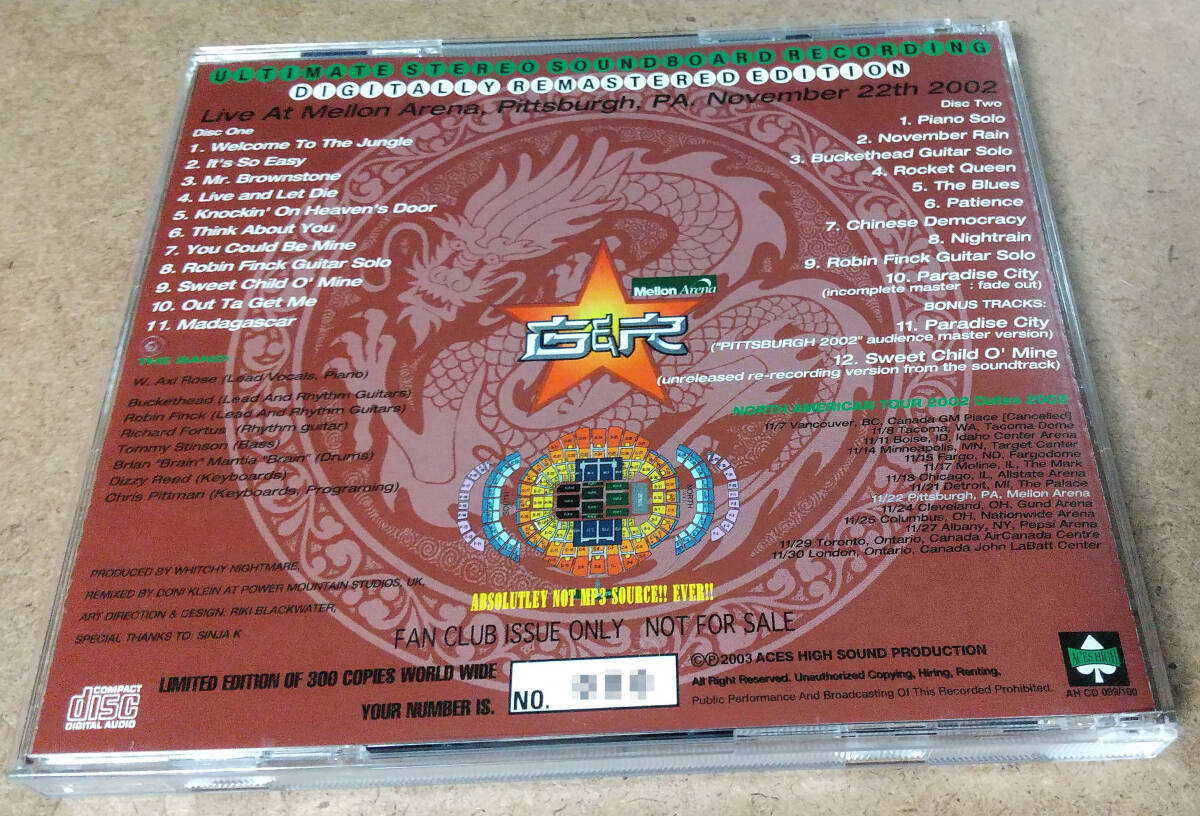 ULTIMATE STEREO SOUNDBOARD RECORDING
DIGITALLY REMASTERED EDITION
Live At Mellon Arena, Pittsburgh, PA. November 22th 2002
Disc One
1. Welcome To The Jungle
2. It's So Easy
3. Mr. Brownstone
4. Live and Let Die
5. Knockin' On Heaven's Door
6. Think About You
7. You Could Be Mine
8. Robin Finck Guitar Solo
9. Sweet Child O' Mine
10. Out Ta Get Me
11. Madagascar
Disc Two
1. Piano Solo
2. November Rain
3. Buckethead Guitar Solo
4. Rocket Queen
5. The Blues
6. Patience
7. Chinese Democracy
8. Nightrain
9. Robin Finck Guitar Solo
10. Paradise City
(incomplete master : fade out)
BONUS TRACKS:
11. Paradise City
("PITTSBURGH 2002" audience master version)
12. Sweet Child O' Mine
(unreleased re-recording version from the soundtrack)
Mellon Arena
G&R
THE BAND:
W. Axl Rose (Lead Vocals, Piano)
Buckethead (Lead And Rhythm Guitars)
Robin Finck (Lead And Rhythm Guitars)
Richard Fortus (Rhythm guitar)
Tommy Stinson (Bass)
Brian "Brain" Mantia "Brain" (Drums)
Dizzy Reed (Keyboards)
Chris Pittman (Keyboards, Programing)
NORTH AMERICAN TOUR 2002 Dates 2002
11/7 Vancouver, BC, Canada GM Place [Cancelled]
11/8 Tacoma, WA, Tacoma Dome
11/11 Boise, ID, Idaho Center Arena
11/14 Minneapolis, MN, Target Center
11/15 Fargo, ND, Fargodome
11/17 Moline, IL, The Mark
11/18 Chicago, IL, Allstate Arena
11/21 Detroit, MI, The Palace
11/22 Pittsburgh, PA, Mellon Arena
11/24 Cleveland, OH, Gund Arena
11/25 Columbus, OH, Nationwide Arena
11/27 Albany, NY, Pepsi Arena
11/29 Toronto, Ontario, Canada AirCanada Centre
11/30 London, Ontario, Canada John LaBatt Center
NORTH
PRODUCED BY WHITCHY NIGHTMARE,
REMIXED BY DONI KLEIN AT POWER MOUNTAIN STUDIOS, UK,
ART DIRECTION & DESIGN: RIKI BLACKWATER,
SPECIAL THANKS TO: SINJA K
ABSOLUTLEY NOT MP3 SOURCE!! EVER!!
FAN CLUB ISSUE ONLY NOT FOR SALE
LIMITED EDITION OF 300 COPIES WORLD WIDE
YOUR NUMBER IS.
NO.
©℗2003 ACES HIGH SOUND PRODUCTION
All Right Reserved. Unauthorized Copying, Hiring, Renting,
Public Performance And Broadcasting Of This Recorded Prohibited.
COMPACT
disc
DIGITAL AUDIO
ACES HIGH
AH CD 099/100